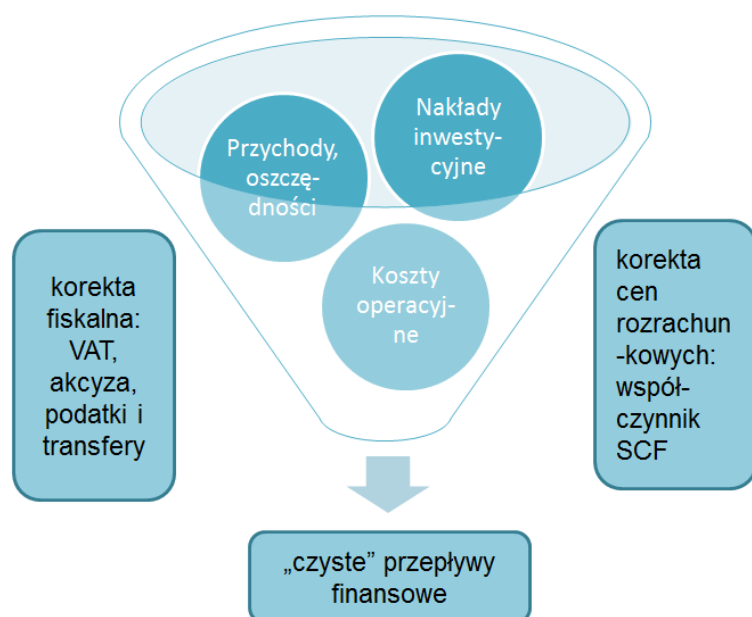 Nakłady
inwesty-
cyjne
Przychody,
oszczę-
dności
Koszty
operacyj-
ne
korekta
fiskalna:
VAT,
akcyza,
podatki i
transfery
korekta
cen
rozrachun
-kowych:
współ-
czynnik
SCF
„czyste” przepływy
finansowe